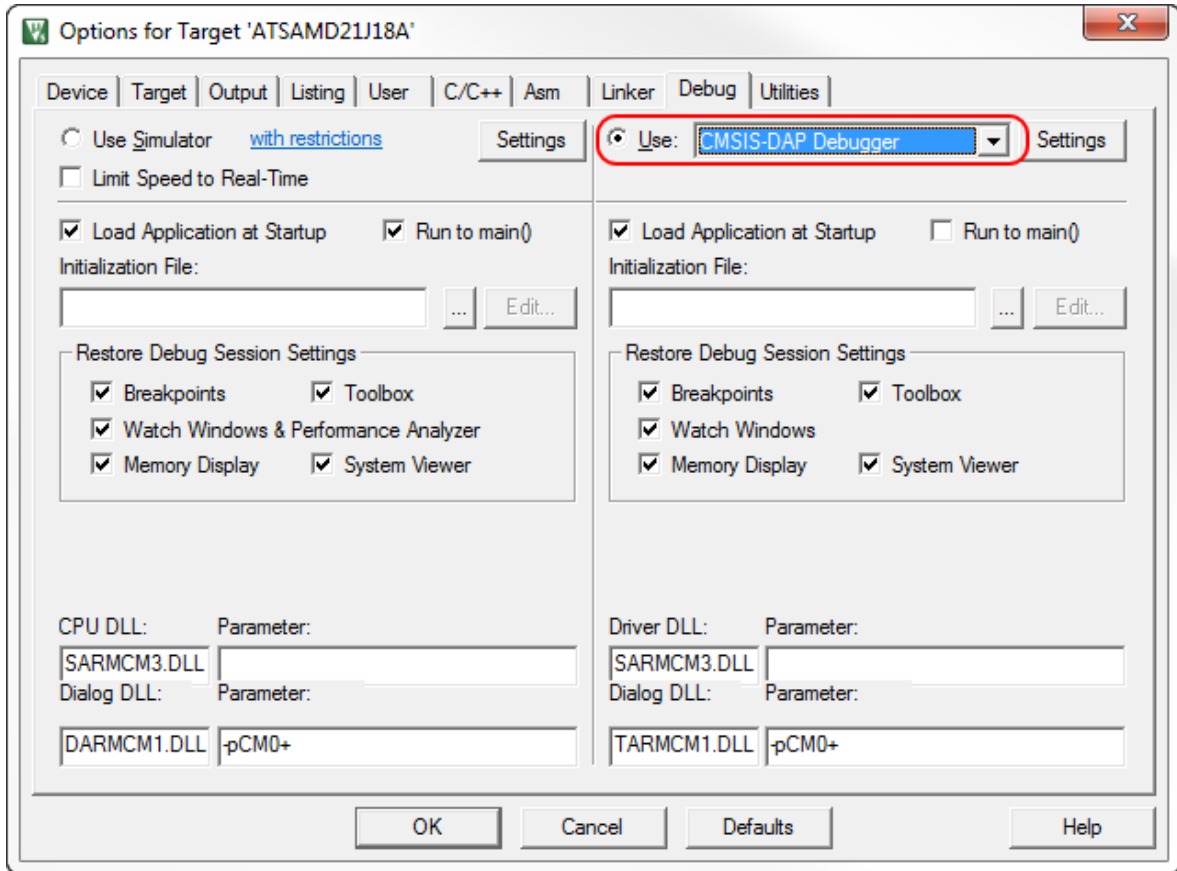 Options for Target 'ATSAMD21J18A'
Device Target Output Listing User C/C++ Asm Linker Debug Utilities
Use Simulator with restrictions Settings Use: CMSIS-DAP Debugger Settings
Limit Speed to Real-Time
Load Application at Startup Run to main() Load Application at Startup Run to main()
Initialization File: Initialization File:
... Edit... ... Edit...
Restore Debug Session Settings Restore Debug Session Settings
Breakpoints Toolbox Breakpoints Toolbox
Watch Windows & Performance Analyzer Watch Windows
Memory Display System Viewer Memory Display System Viewer
CPU DLL: Parameter: Driver DLL: Parameter:
SARMCM3.DLL SARMCM3.DLL
Dialog DLL: Parameter: Dialog DLL: Parameter:
DARMCM1.DLL -pCM0+ TARMCM1.DLL -pCM0+
OK Cancel Defaults Help